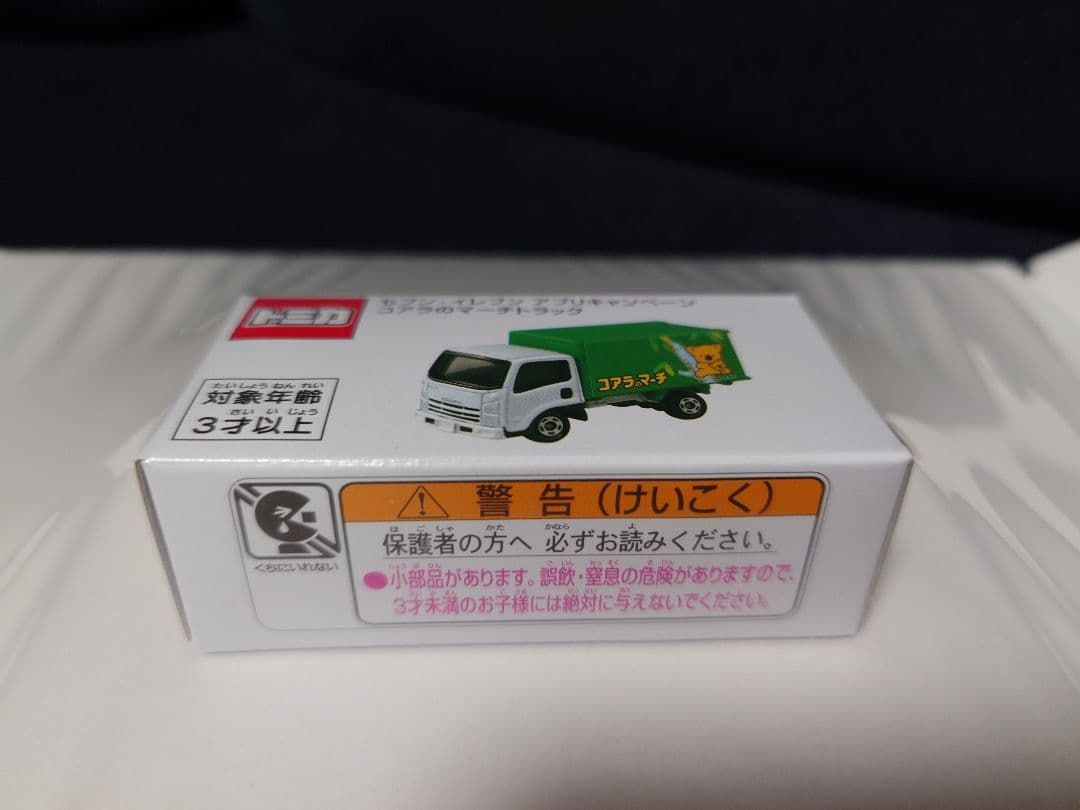 トミカ
セブン-イレブン アプリキャンペーン
コアラのマーチトラック
コアラのマーチ
たいしょう ねん れい
対象年齢
さい い じょう
3才以上
警告（けいこく）
ほ ご しゃ かた かなら よ
保護者の方へ 必ずお読みください。
くちにいれない
●小部品があります。誤飲・窒息の危険がありますので、
3才未満のお子様には絶対に与えないでください。